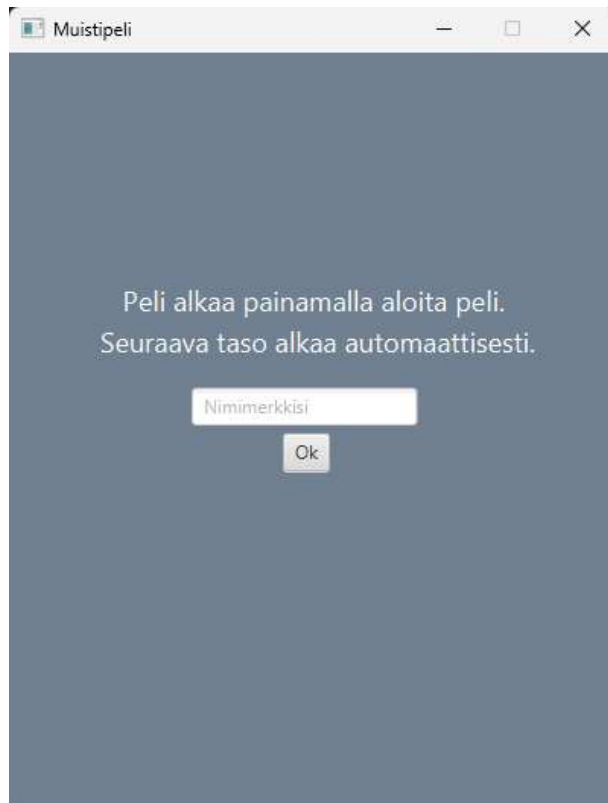 Muistipeli
Peli alkaa painamalla aloita peli.
Seuraava taso alkaa automaattisesti.
Nimimerkkisi
Ok